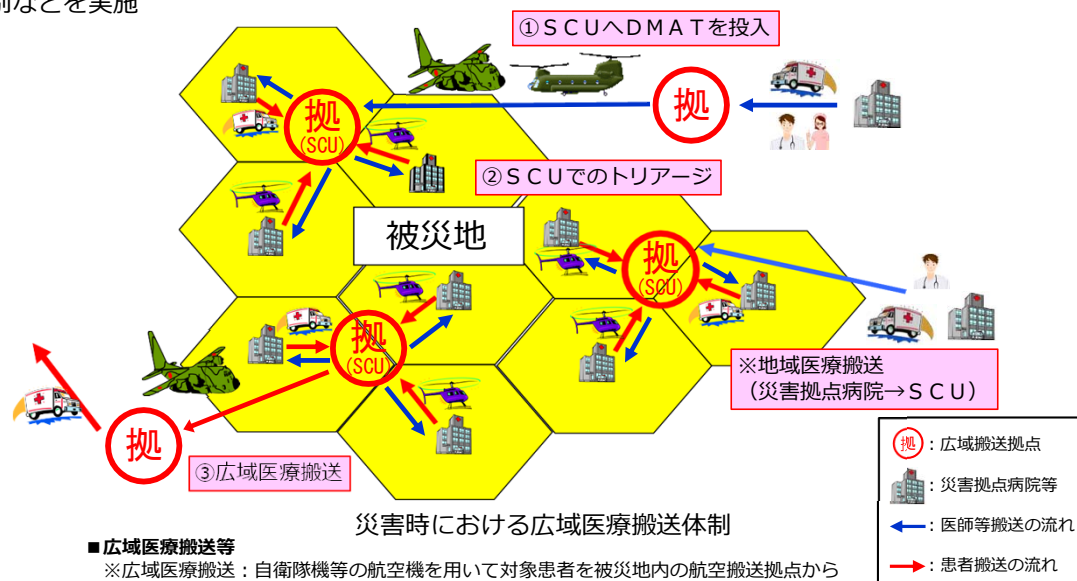 別などを実施
①ＳＣＵへＤＭＡＴを投入
拠
拠
(SCU)
②ＳＣＵでのトリアージ
被災地
拠
(SCU)
拠
(SCU)
※地域医療搬送
（災害拠点病院→ＳＣＵ）
拠
③広域医療搬送
拠：広域搬送拠点
：災害拠点病院等
：医師等搬送の流れ
：患者搬送の流れ
災害時における広域医療搬送体制
■広域医療搬送等
※広域医療搬送：自衛隊機等の航空機を用いて対象患者を被災地内の航空搬送拠点から